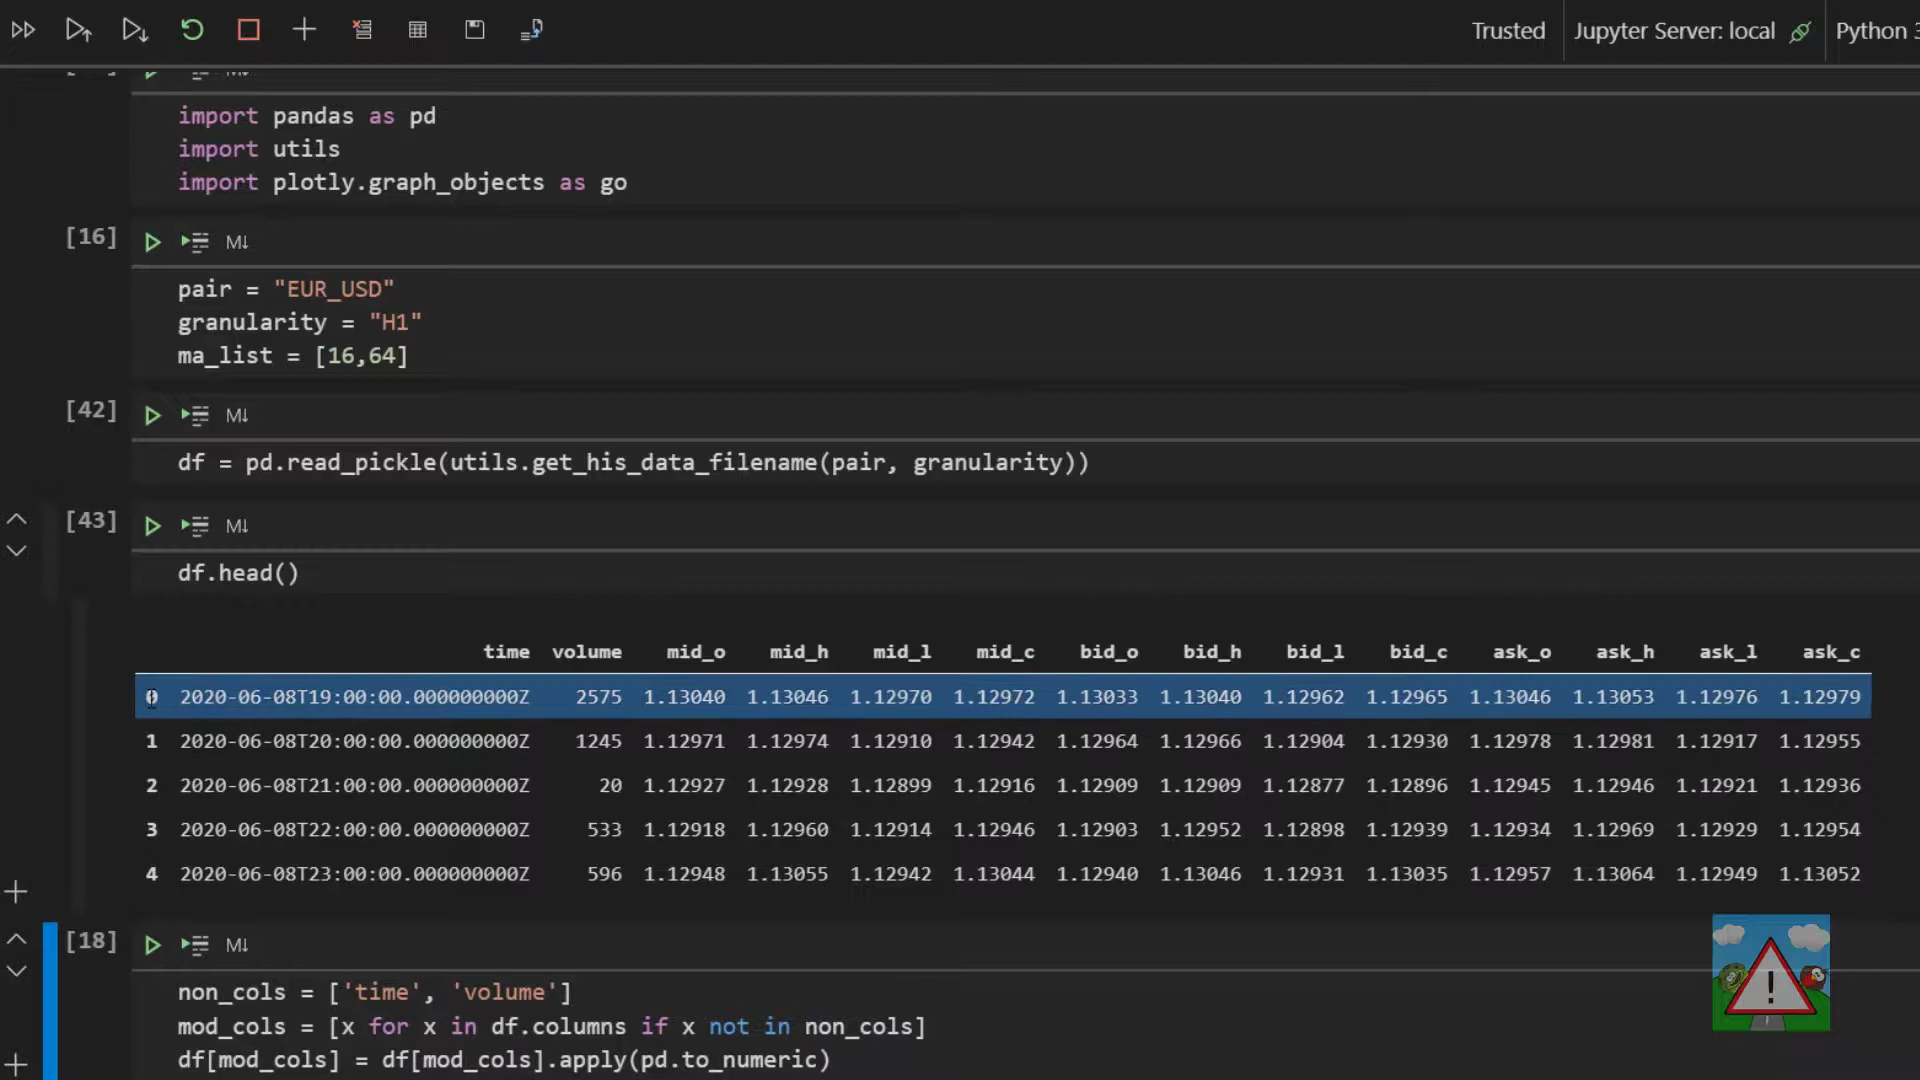 Trusted
Jupyter Server: local
Python 3
import pandas as pd
import utils
import plotly.graph_objects as go
[16]
M↓
pair = "EUR_USD"
granularity = "H1"
ma_list = [16,64]
[42]
M↓
df = pd.read_pickle(utils.get_his_data_filename(pair, granularity))
[43]
M↓
df.head()
time volume mid_o mid_h mid_l mid_c bid_o bid_h bid_l bid_c ask_o ask_h ask_l ask_c
0 2020-06-08T19:00:00.000000000Z 2575 1.13040 1.13046 1.12970 1.12972 1.13033 1.13040 1.12962 1.12965 1.13046 1.13053 1.12976 1.12979
1 2020-06-08T20:00:00.000000000Z 1245 1.12971 1.12974 1.12910 1.12942 1.12964 1.12966 1.12904 1.12930 1.12978 1.12981 1.12917 1.12955
2 2020-06-08T21:00:00.000000000Z 20 1.12927 1.12928 1.12899 1.12916 1.12909 1.12909 1.12877 1.12896 1.12945 1.12946 1.12921 1.12936
3 2020-06-08T22:00:00.000000000Z 533 1.12918 1.12960 1.12914 1.12946 1.12903 1.12952 1.12898 1.12939 1.12934 1.12969 1.12929 1.12954
4 2020-06-08T23:00:00.000000000Z 596 1.12948 1.13055 1.12942 1.13044 1.12940 1.13046 1.12931 1.13035 1.12957 1.13064 1.12949 1.13052
[18]
M↓
non_cols = ['time', 'volume']
mod_cols = [x for x in df.columns if x not in non_cols]
df[mod_cols] = df[mod_cols].apply(pd.to_numeric)